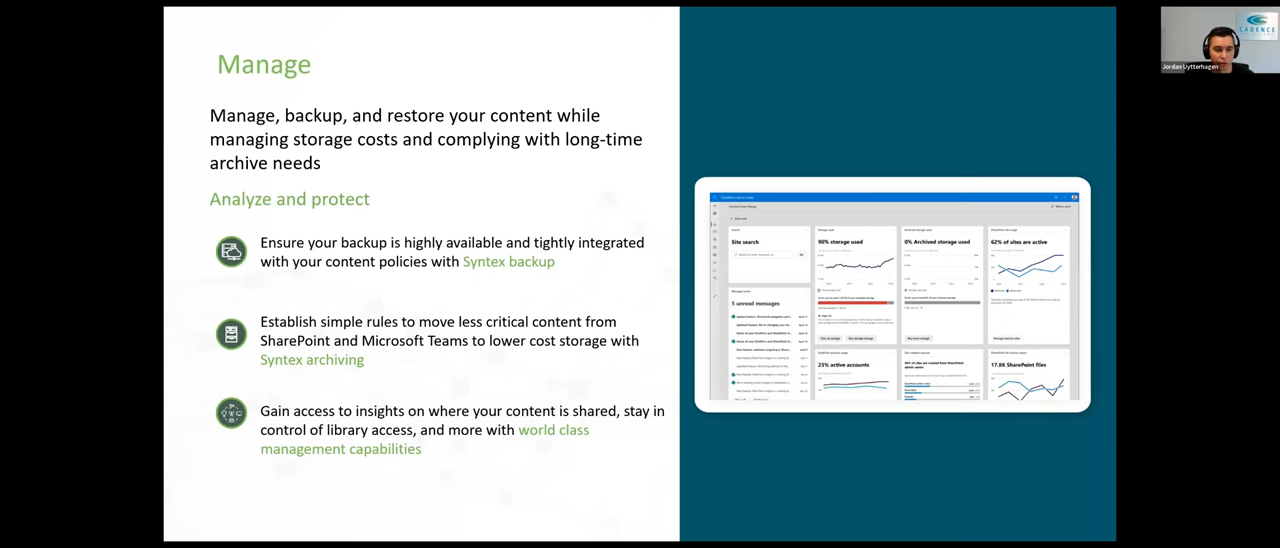 Manage
Manage, backup, and restore your content while
managing storage costs and complying with long-time
archive needs
Analyze and protect
Ensure your backup is highly available and tightly integrated
with your content policies with Syntex backup
Establish simple rules to move less critical content from
SharePoint and Microsoft Teams to lower cost storage with
Syntex archiving
Gain access to insights on where your content is shared, stay in
control of library access, and more with world class
management capabilities
Site search
5 unread messages
90% storage used
0% Archived storage used
62% of sites are active
23% active accounts
17.8K SharePoint files
CADENCE
Jordan Uytterhagen